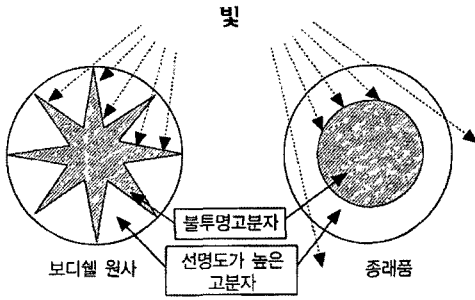 빛
불투명고분자
선명도가 높은
고분자
보디쉘 원사
종래품